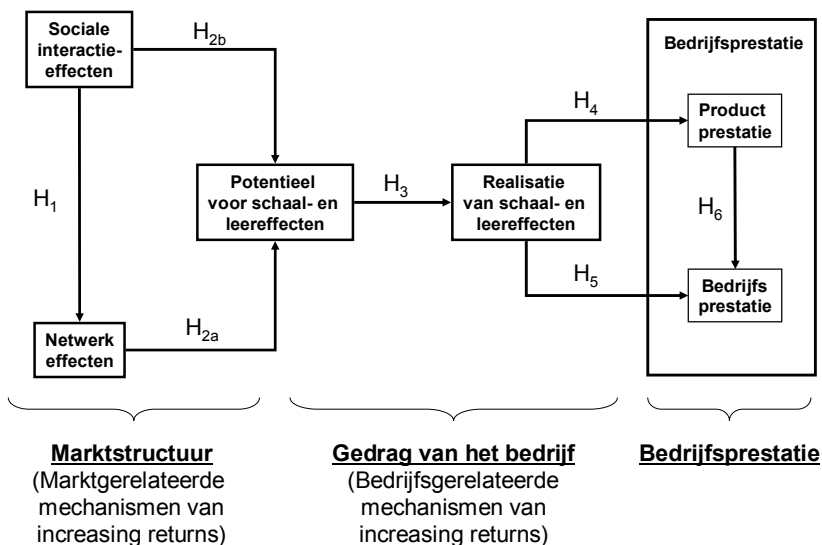 Sociale
interactie-
effecten
H2b
Bedrijfsprestatie
H4
Product
prestatie
Potentieel
voor schaal- en
leereffecten
H3
Realisatie
van schaal- en
leereffecten
H1
H6
H5
Bedrijfs
prestatie
Netwerk
effecten
H2a
Marktstructuur
(Marktgerelateerde
mechanismen van
increasing returns)
Gedrag van het bedrijf
(Bedrijfsgerelateerde
mechanismen van
increasing returns)
Bedrijfsprestatie